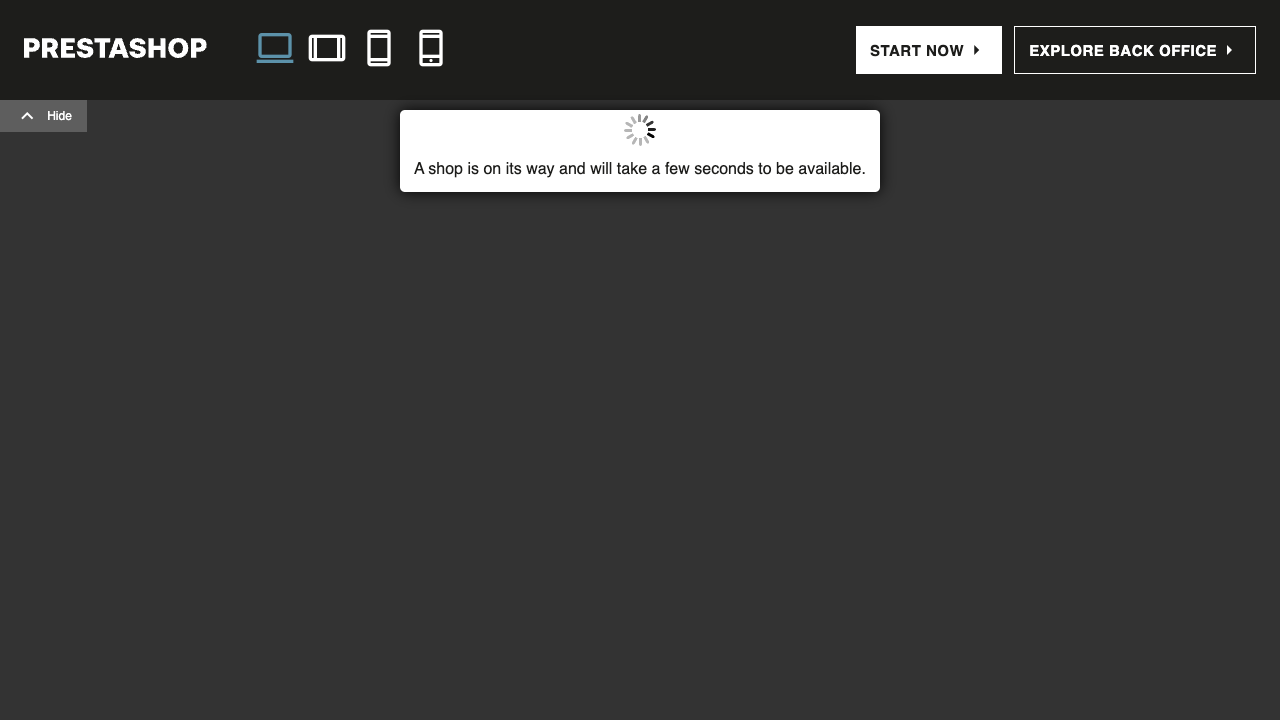 PRESTASHOP
START NOW
EXPLORE BACK OFFICE
Hide
A shop is on its way and will take a few seconds to be available.